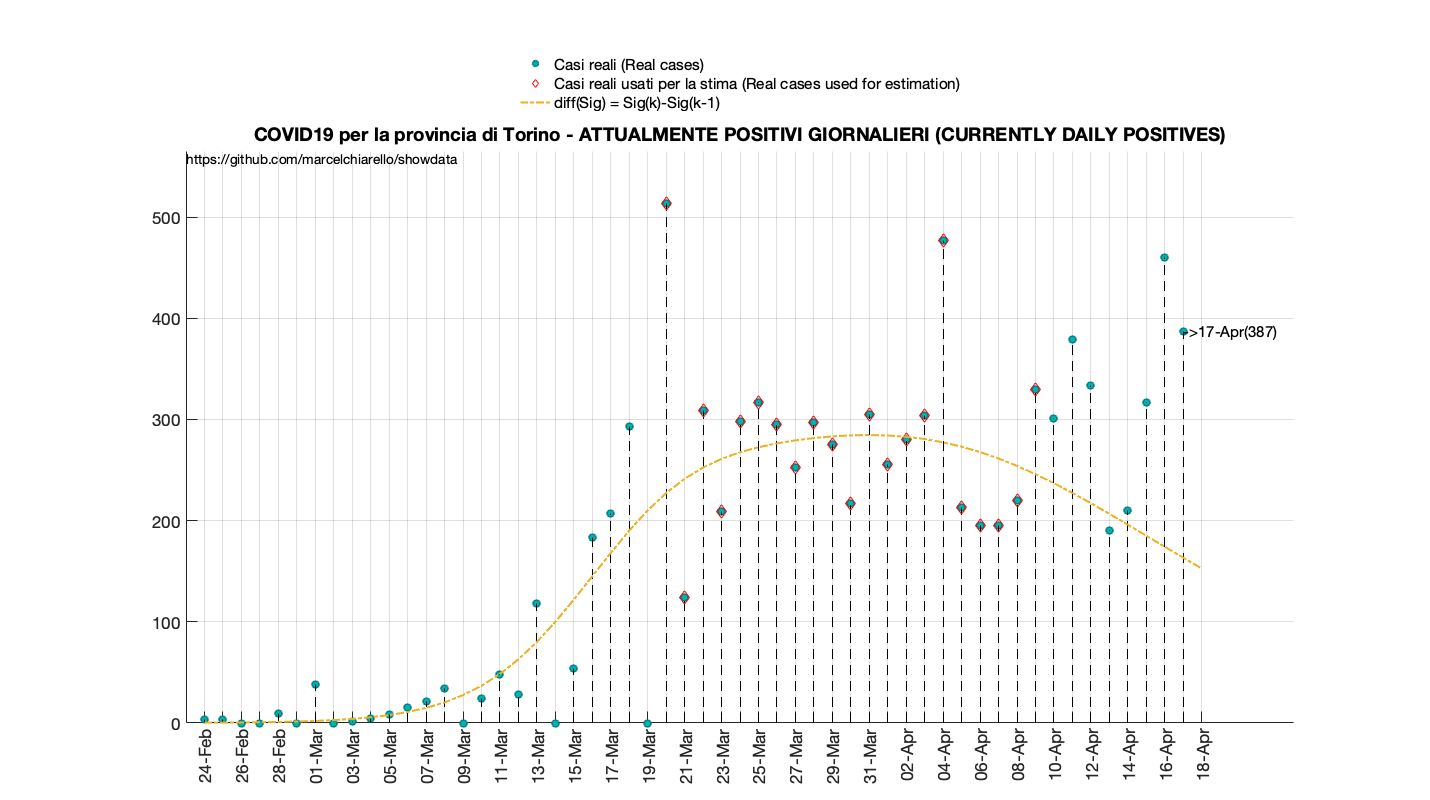 Casi reali (Real cases)
Casi reali usati per la stima (Real cases used for estimation)
diff(Sig) = Sig(k)-Sig(k-1)
COVID19 per la provincia di Torino - ATTUALMENTE POSITIVI GIORNALIERI (CURRENTLY DAILY POSITIVES)
https://github.com/marcelchiarello/showdata
500
400
->17-Apr(387)
300
200
100
0
24-Feb
26-Feb
28-Feb
01-Mar
03-Mar
05-Mar
07-Mar
09-Mar
11-Mar
13-Mar
15-Mar
17-Mar
19-Mar
21-Mar
23-Mar
25-Mar
27-Mar
29-Mar
31-Mar
02-Apr
04-Apr
06-Apr
08-Apr
10-Apr
12-Apr
14-Apr
16-Apr
18-Apr